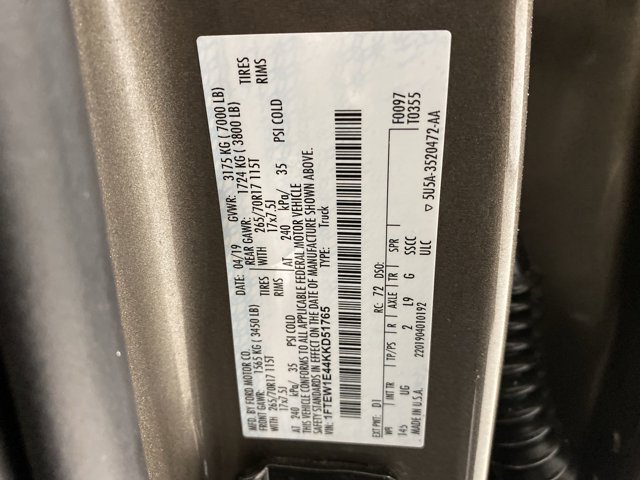 MFD. BY FORD MOTOR CO.
DATE: 04/19 GVWR: 3175 KG ( 7000 LB)
FRONT GAWR: 1565 KG ( 3450 LB) REAR GAWR: 1724 KG ( 3800 LB)
WITH 265/70R17 115T TIRES WITH 265/70R17 115T TIRES
17x7.5J RIMS 17x7.5J RIMS
AT 240 kPa/ 35 PSI COLD AT 240 kPa/ 35 PSI COLD
THIS VEHICLE CONFORMS TO ALL APPLICABLE FEDERAL MOTOR VEHICLE
SAFETY STANDARDS IN EFFECT ON THE DATE OF MANUFACTURE SHOWN ABOVE.
VIN: 1FTEW1E44KKD51765 TYPE: Truck
F0097
T0355
EXT PNT: D1 RC: 72 DSO:
WB INT TR TP/PS R AXLE TR SPR
145 UG 2 L9 G SSCC
ULC
2201904010192
MADE IN U.S.A.
▽ 5U5A-3520472-AA